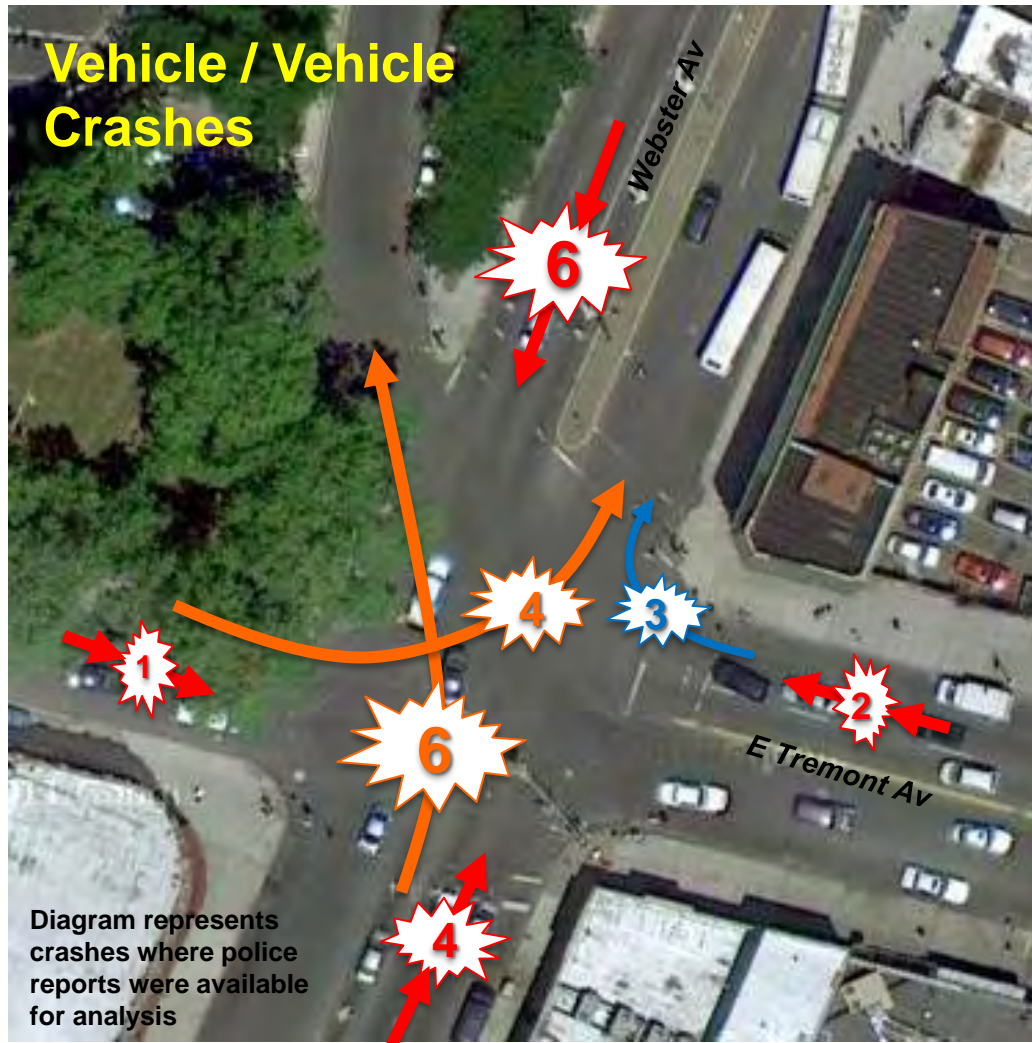 Vehicle / Vehicle
Crashes
Webster Av
6
4
3
1
2
6
E Tremont Av
4
Diagram represents
crashes where police
reports were available
for analysis